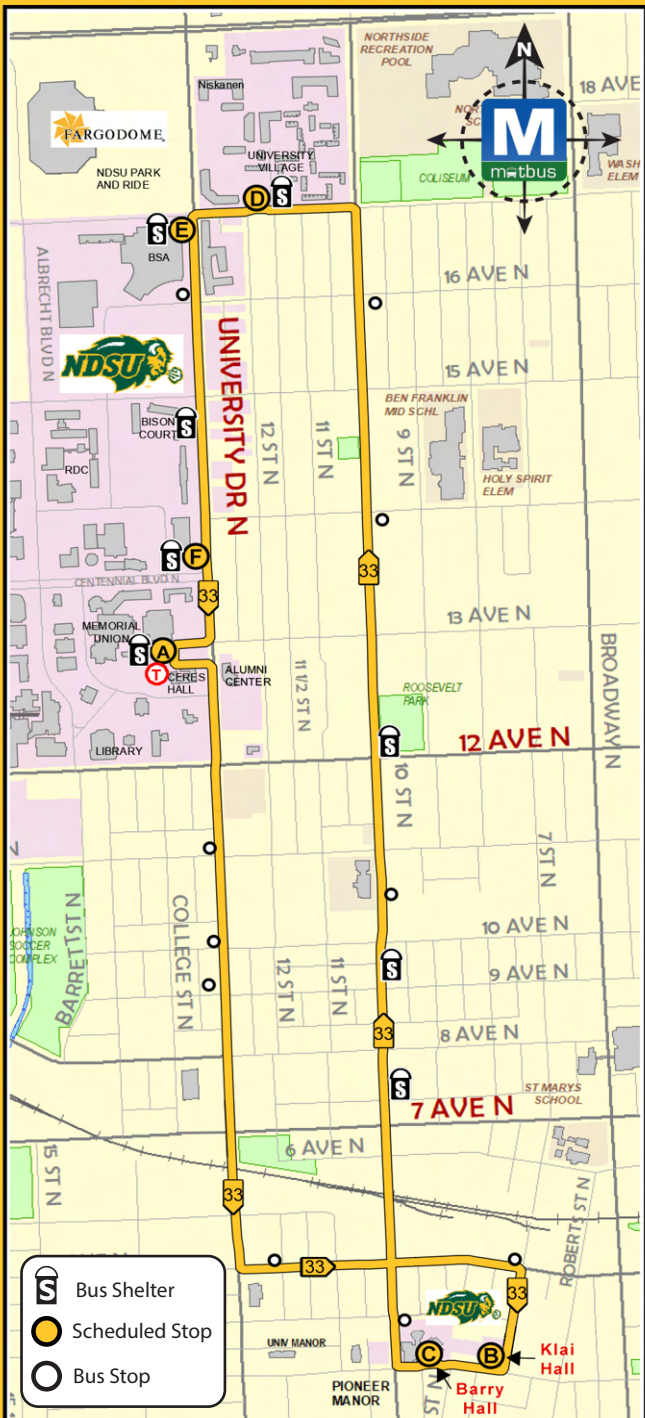 NORTHSIDE
RECREATION
POOL
N
18 AVE
Niskanen
FARGODOME
M
matbus
NDSU PARK
AND RIDE
UNIVERSITY
VILLAGE
COLISEUM
WASH
ELEM
D
S
S
E
BSA
ALBRECHT BLVD N
16 AVE N
NDSU
UNIVERSITY DR N
15 AVE N
BEN FRANKLIN
MID SCHL
BISON
COURT
S
12 ST N
11 ST N
9 ST N
RDC
HOLY SPIRIT
ELEM
S
F
CENTENNIAL BLVD N
33
33
13 AVE N
MEMORIAL
UNION
S
A
T
CERES
HALL
ALUMNI
CENTER
11 1/2 ST N
BROADWAY N
ROOSEVELT
PARK
LIBRARY
S
12 AVE N
10 ST N
7 ST N
JOHNSON
SOCCER
COMPLEX
BARRETT ST N
COLLEGE ST N
12 ST N
11 ST N
10 AVE N
S
9 AVE N
33
8 AVE N
S
ST MARYS
SCHOOL
7 AVE N
6 AVE N
15 ST N
33
ROBERTS ST N
33
33
NDSU
S Bus Shelter
Scheduled Stop
Bus Stop
UNIV MANOR
C
B
Klai
Hall
PIONEER
MANOR
ST N
Barry
Hall